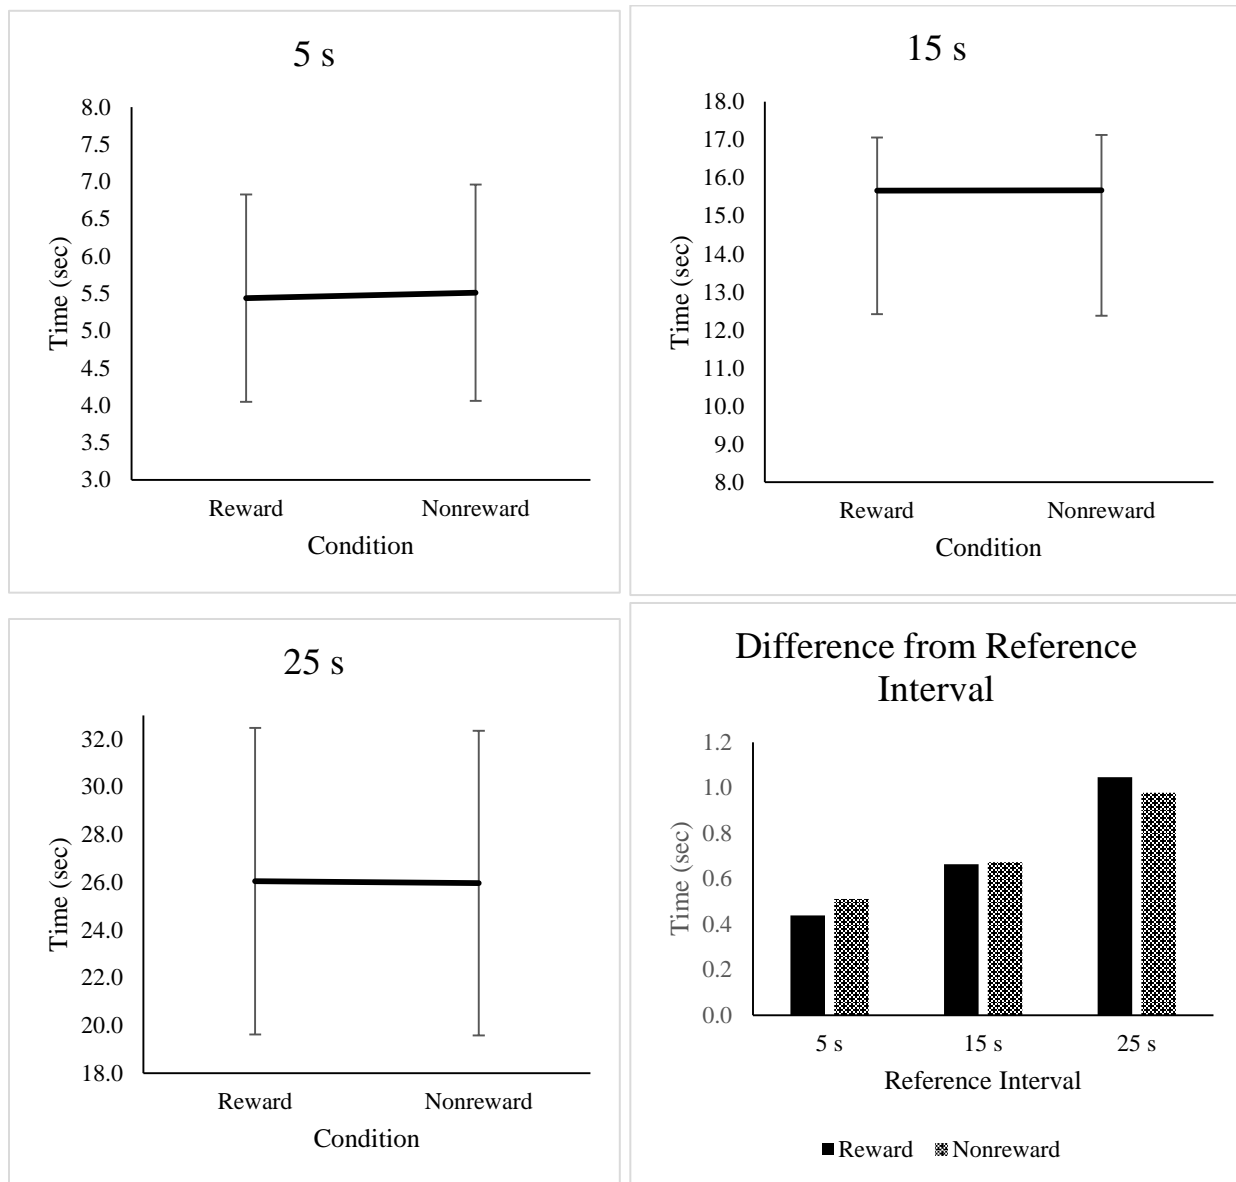 5 s
8.0
7.5
7.0
6.5
6.0
5.5
5.0
4.5
4.0
3.5
3.0
Time (sec)
Reward Nonreward
Condition
15 s
18.0
17.0
16.0
15.0
14.0
13.0
12.0
11.0
10.0
9.0
8.0
Time (sec)
Reward Nonreward
Condition
25 s
32.0
30.0
28.0
26.0
24.0
22.0
20.0
18.0
Time (sec)
Reward Nonreward
Condition
Difference from Reference
Interval
1.2
1.0
0.8
0.6
0.4
0.2
0.0
Time (sec)
5 s 15 s 25 s
Reference Interval
Reward Nonreward